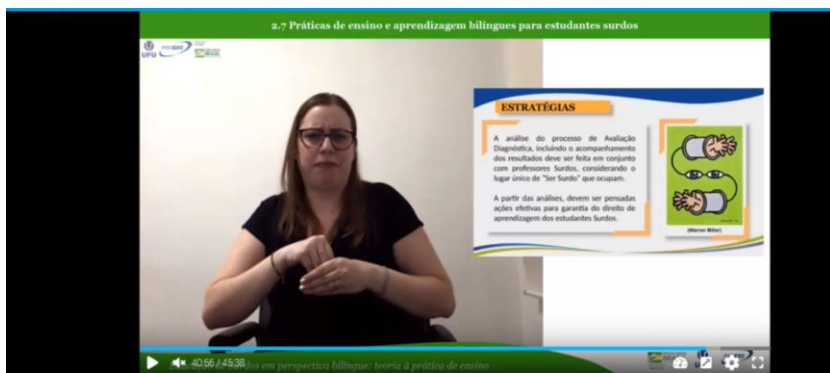 2.7 Práticas de ensino e aprendizagem bilíngues para estudantes surdos
UFU
ESTRATÉGIAS
A análise do processo de Avaliação
Diagnóstica, incluindo o acompanhamento
dos resultados deve ser feita em conjunto
com professores Surdos, considerando o
lugar único de "Ser Surdo" que ocupam.
A partir das análises, devem ser pensadas
ações efetivas para garantia do direito de
aprendizagem dos estudantes Surdos.
(Marcos Miller)
40:56 / 45:38
dos em perspectiva bilíngue: teoria à prática de ensino